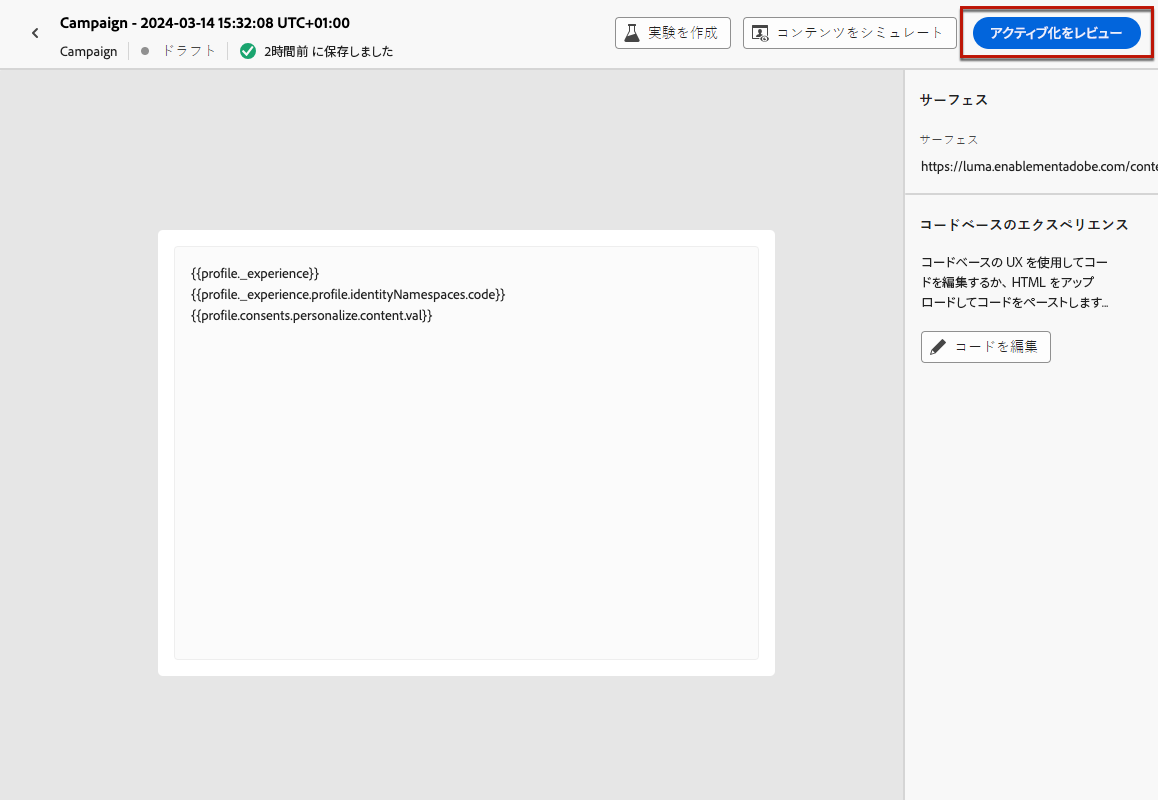 Campaign - 2024-03-14 15:32:08 UTC+01:00
Campaign ドラフト 2時間前 に保存しました
実験を作成 コンテンツをシミュレート アクティブ化をレビュー
サーフェス
サーフェス
https://luma.enablementadobe.com/conte
コードベースのエクスペリエンス
コードベースの UX を使用してコー
ドを編集するか、HTML をアップ
ロードしてコードをペーストします...
コードを編集
{{profile._experience}}
{{profile._experience.profile.identityNamespaces.code}}
{{profile.consents.personalize.content.val}}